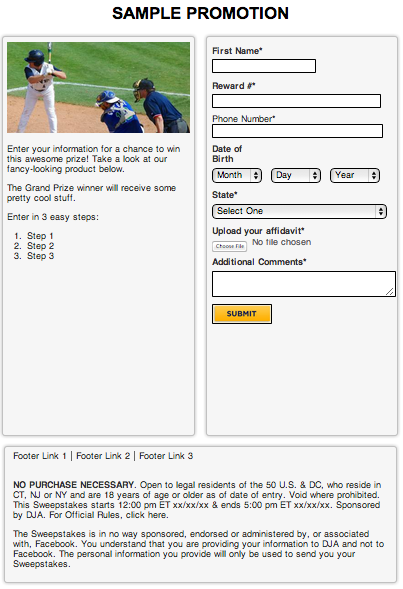 SAMPLE PROMOTION
Enter your information for a chance to win
this awesome prize! Take a look at our
fancy-looking product below.
The Grand Prize winner will receive some
pretty cool stuff.
Enter in 3 easy steps:
1. Step 1
2. Step 2
3. Step 3
First Name*
Reward #*
Phone Number*
Date of
Birth
Month Day Year
State*
Select One
Upload your affidavit*
Choose File No file chosen
Additional Comments*
SUBMIT
Footer Link 1 | Footer Link 2 | Footer Link 3
NO PURCHASE NECESSARY. Open to legal residents of the 50 U.S. & DC, who reside in
CT, NJ or NY and are 18 years of age or older as of date of entry. Void where prohibited.
This Sweepstakes starts 12:00 pm ET xx/xx/xx & ends 5:00 pm ET xx/xx/xx. Sponsored
by DJA. For Official Rules, click here.
The Sweepstakes is in no way sponsored, endorsed or administered by, or associated
with, Facebook. You understand that you are providing your information to DJA and not to
Facebook. The personal information you provide will only be used to send you your
Sweepstakes.